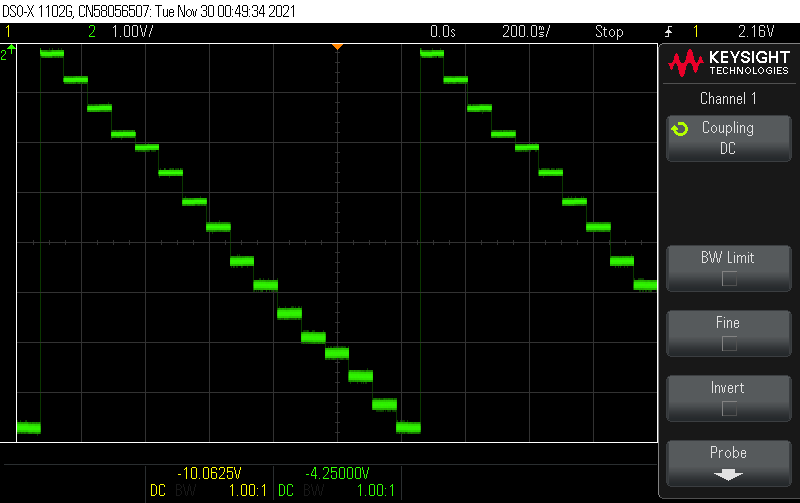 DSO-X 1102G, CN58056507: Tue Nov 30 00:49:34 2021
1 2 1.00V/ 0.0s 200.0ms/ Stop 1 2.16V
2
KEYSIGHT
TECHNOLOGIES
Channel 1
Coupling
DC
BW Limit
Fine
Invert
Probe
-10.0625V -4.25000V
DC BW 1.00:1 DC BW 1.00:1